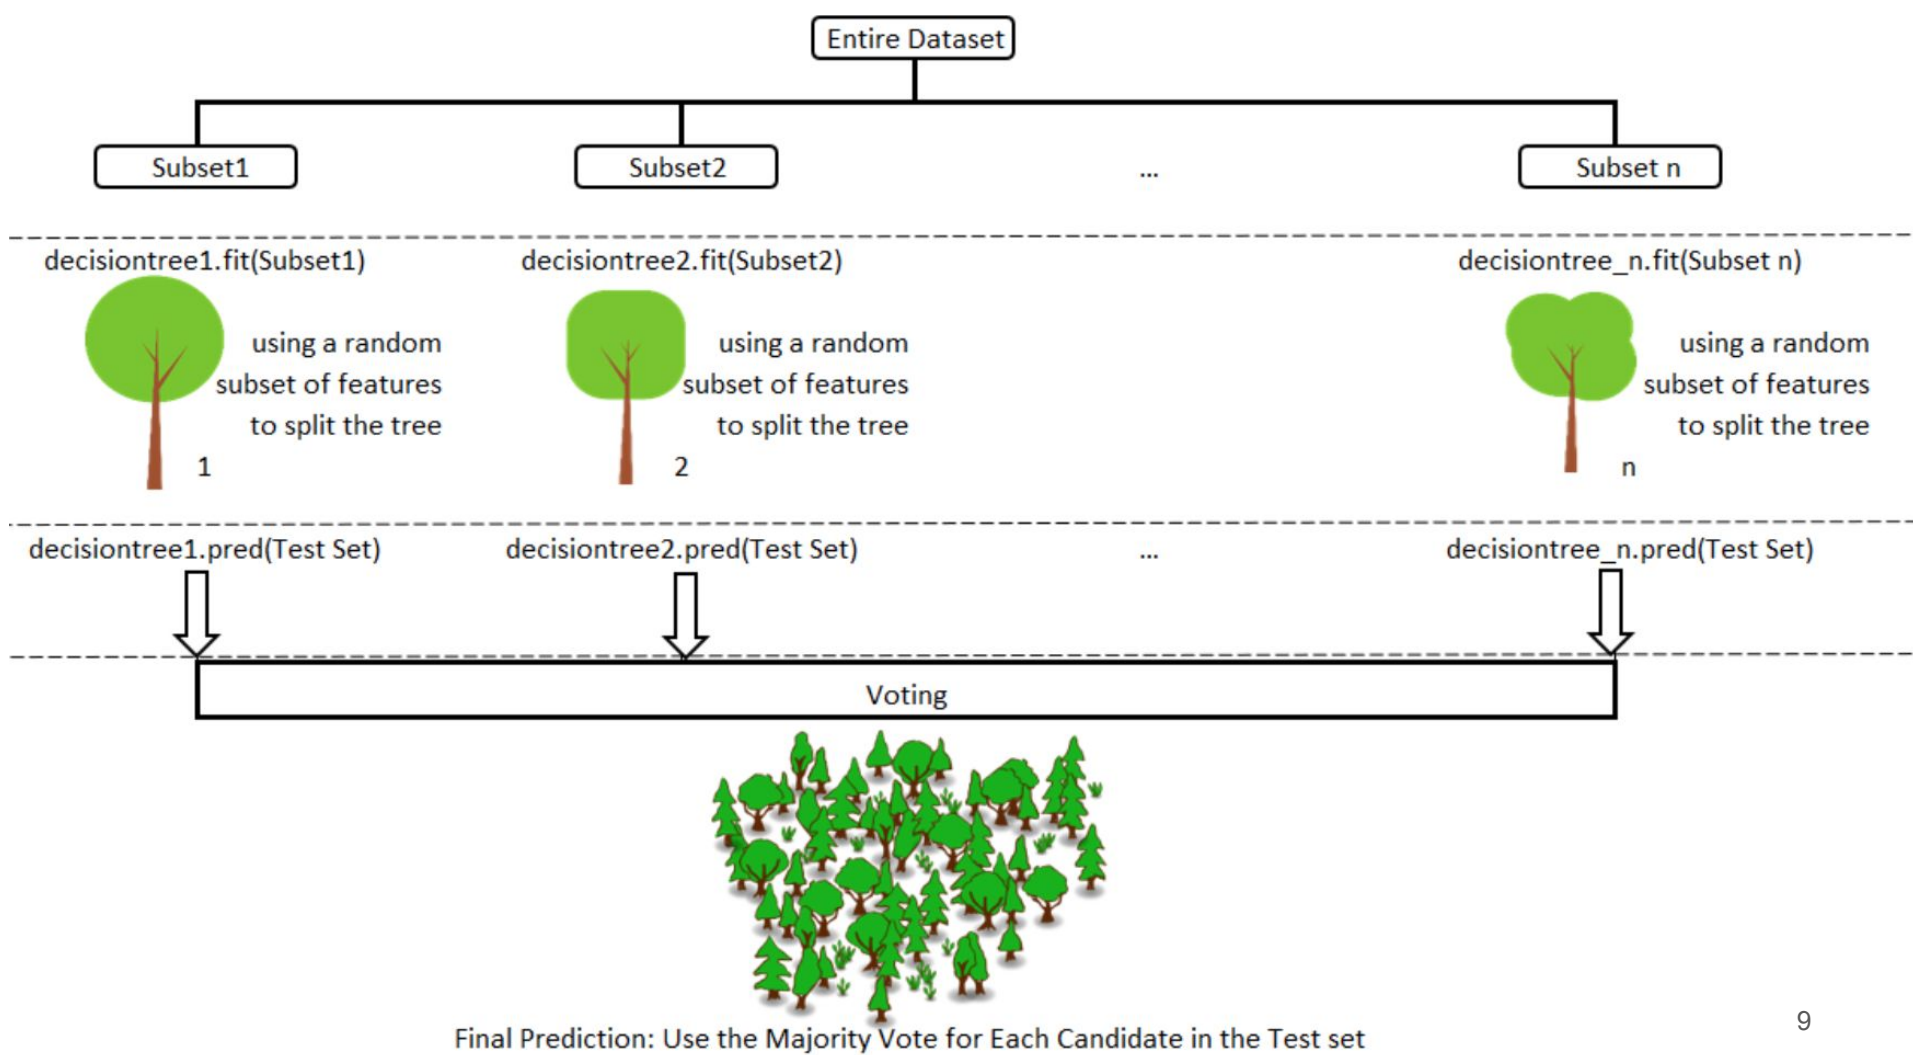 Entire Dataset
Subset1
Subset2
...
Subset n
decisiontree1.fit(Subset1)
decisiontree2.fit(Subset2)
decisiontree_n.fit(Subset n)
using a random
subset of features
to split the tree
1
using a random
subset of features
to split the tree
2
using a random
subset of features
to split the tree
n
decisiontree1.pred(Test Set)
decisiontree2.pred(Test Set)
...
decisiontree_n.pred(Test Set)
Voting
Final Prediction: Use the Majority Vote for Each Candidate in the Test set
9